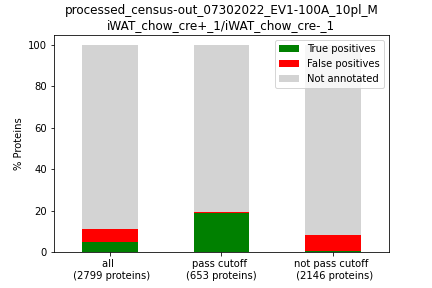 processed_census-out_07302022_EV1-100A_10pl_M
iWAT_chow_cre+_1/iWAT_chow_cre-_1
% Proteins
100
80
60
40
20
0
True positives
False positives
Not annotated
all
(2799 proteins)
pass cutoff
(653 proteins)
not pass cutoff
(2146 proteins)